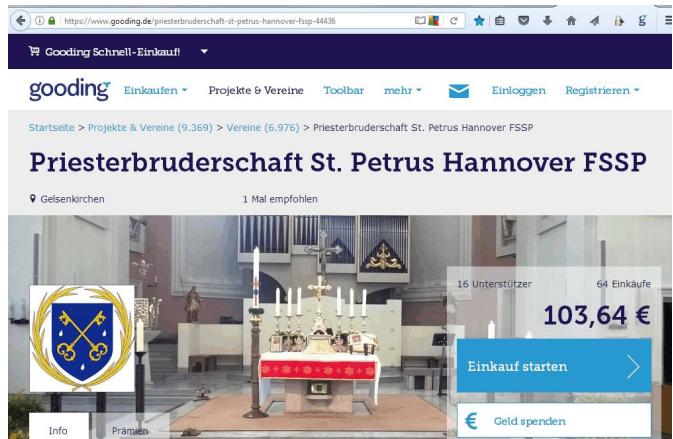 https://www.gooding.de/priesterbruderschaft-st-petrus-hannover-fssp-44436
Gooding Schnell-Einkauf!
gooding Einkaufen Projekte & Vereine Toolbar mehr Einloggen Registrieren
Startseite > Projekte & Vereine (9.369) > Vereine (6.976) > Priesterbruderschaft St. Petrus Hannover FSSP
Priesterbruderschaft St. Petrus Hannover FSSP
Gelsenkirchen 1 Mal empfohlen
16 Unterstützer 64 Einkäufe
103,64 €
Einkauf starten
€ Geld spenden
Info Prämien